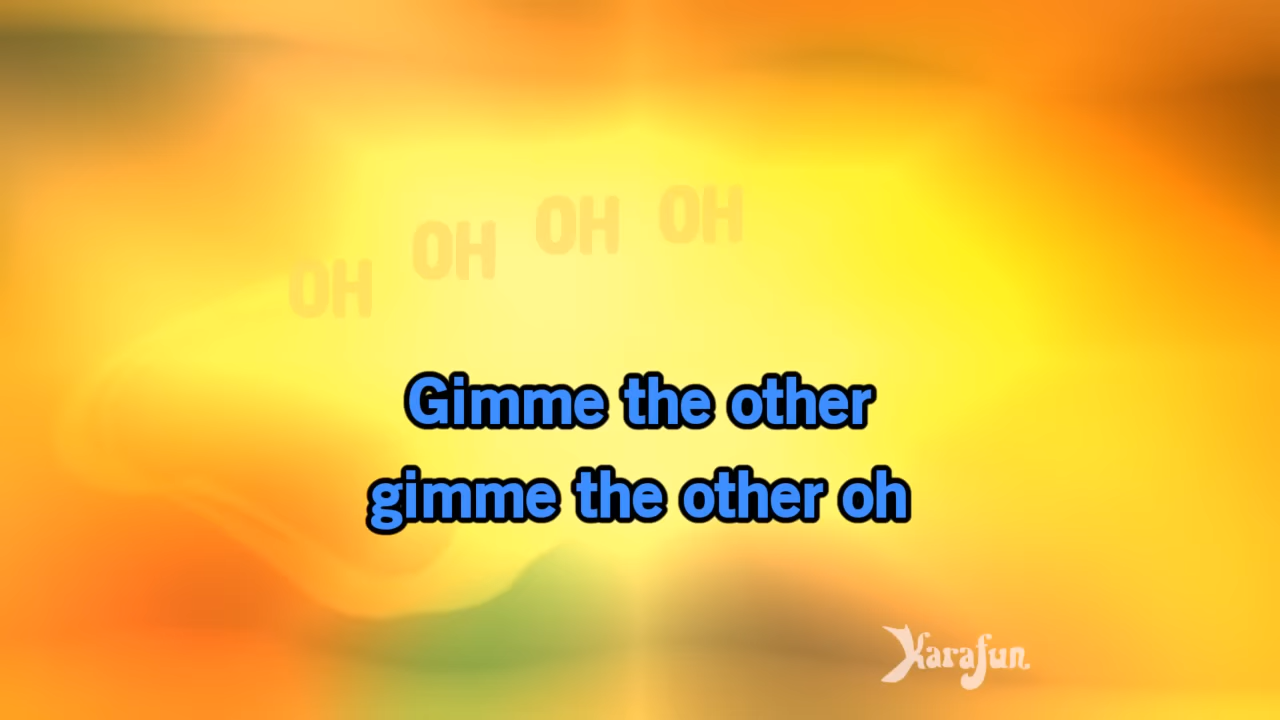 OH OH OH OH
Gimme the other
gimme the other oh
Karafun